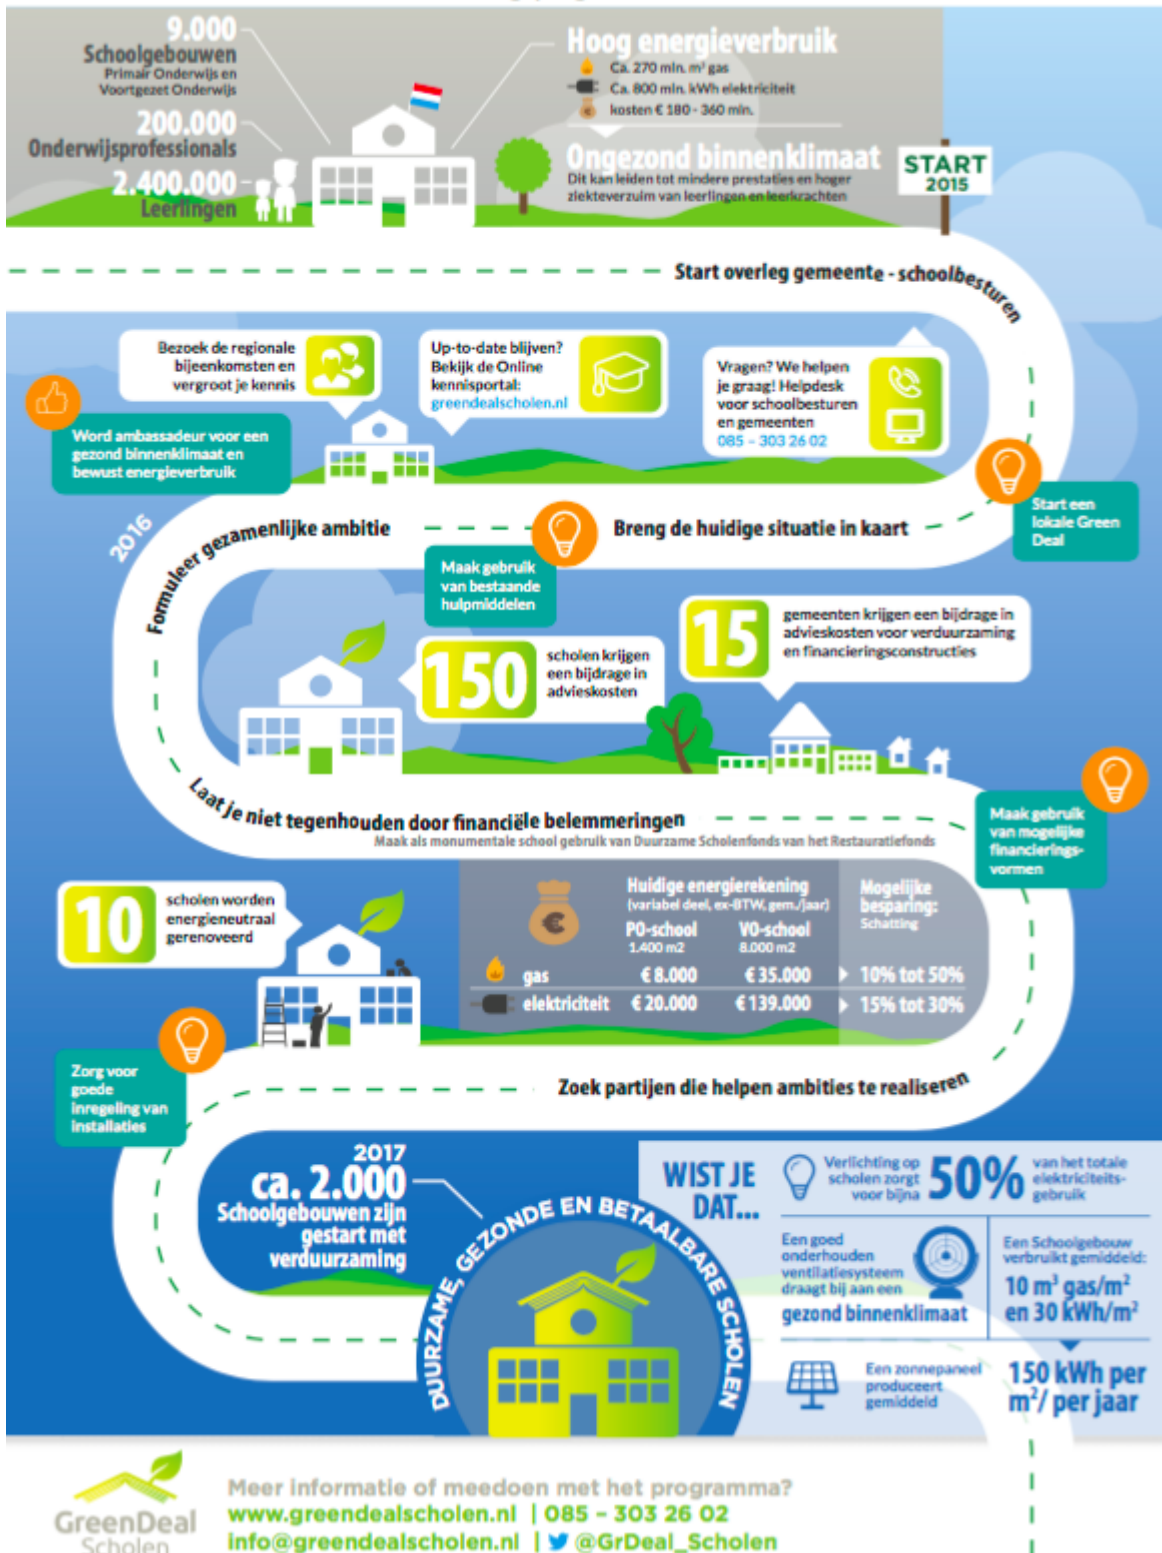 9.000
Schoolgebouwen
Primair Onderwijs en
Voortgezet Onderwijs
200.000
Onderwijsprofessionals
2.400.000
Leerlingen
Hoog energieverbruik
Ca. 270 mln. m³ gas
Ca. 800 mln. kWh elektriciteit
kosten € 180 - 360 mln.
Ongezond binnenklimaat
Dit kan leiden tot mindere prestaties en hoger
ziekteverzuim van leerlingen en leerkrachten
START
2015
Start overleg gemeente - schoolbesturen
Bezoek de regionale
bijeenkomsten en
vergroot je kennis
Up-to-date blijven?
Bekijk de Online
kennisportal:
greendealscholen.nl
Vragen? We helpen
je graag! Helpdesk
voor schoolbesturen
en gemeenten
085 - 303 26 02
Word ambassadeur voor een
gezond binnenklimaat en
bewust energieverbruik
Start een
lokale Green
Deal
2016
Formuleer gezamenlijke ambitie
Breng de huidige situatie in kaart
Maak gebruik
van bestaande
hulpmiddelen
150
scholen krijgen
een bijdrage in
advieskosten
15
gemeenten krijgen een bijdrage in
advieskosten voor verduurzaming
en financieringsconstructies
Laat je niet tegenhouden door financiële belemmeringen
Maak als monumentale school gebruik van Duurzame Scholenfonds van het Restauratiefonds
Maak gebruik
van mogelijke
financierings-
vormen
10
scholen worden
energieneutraal
gerenoveerd
Huidige energierekening
(variabel deel, ex-BTW, gem./jaar)
Mogelijke
besparing:
Schatting
PO-school
1.400 m2
VO-school
8.000 m2
gas € 8.000 € 35.000 10% tot 50%
elektriciteit € 20.000 € 139.000 15% tot 30%
Zorg voor
goede
inregeling van
installaties
Zoek partijen die helpen ambities te realiseren
2017
ca. 2.000
Schoolgebouwen zijn
gestart met
verduurzaming
DUURZAME, GEZONDE EN BETAALBARE SCHOLEN
WIST JE
DAT...
Verlichting op
scholen zorgt
voor bijna
50%
van het totale
elektriciteits-
gebruik
Een goed
onderhouden
ventilatiesysteem
draagt bij aan een
gezond binnenklimaat
Een Schoolgebouw
verbruikt gemiddeld:
10 m³ gas/m²
en 30 kWh/m²
Een zonnepaneel
produceert
gemiddeld
150 kWh per
m²/ per jaar
GreenDeal
Scholen
Meer informatie of meedoen met het programma?
www.greendealscholen.nl | 085 - 303 26 02
info@greendealscholen.nl | @GrDeal_Scholen